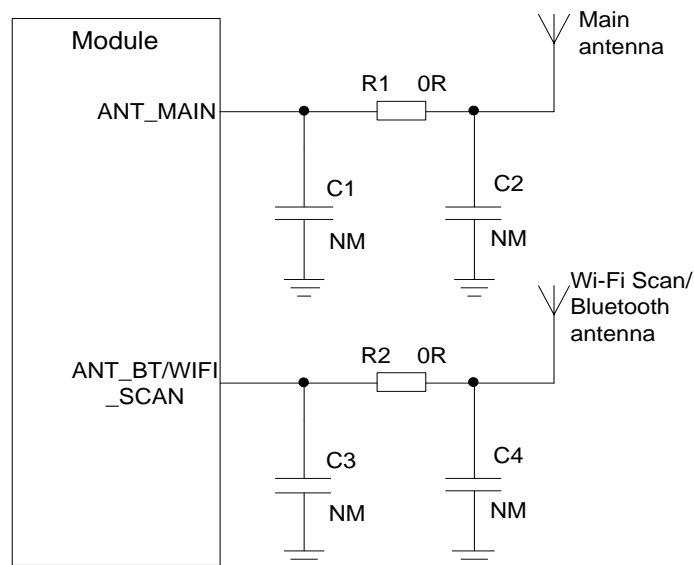 Module
Main
antenna
R1 0R
ANT_MAIN
C1
C2
NM
NM
Wi-Fi Scan/
Bluetooth
antenna
R2 0R
ANT_BT/WIFI
_SCAN
C3
C4
NM
NM